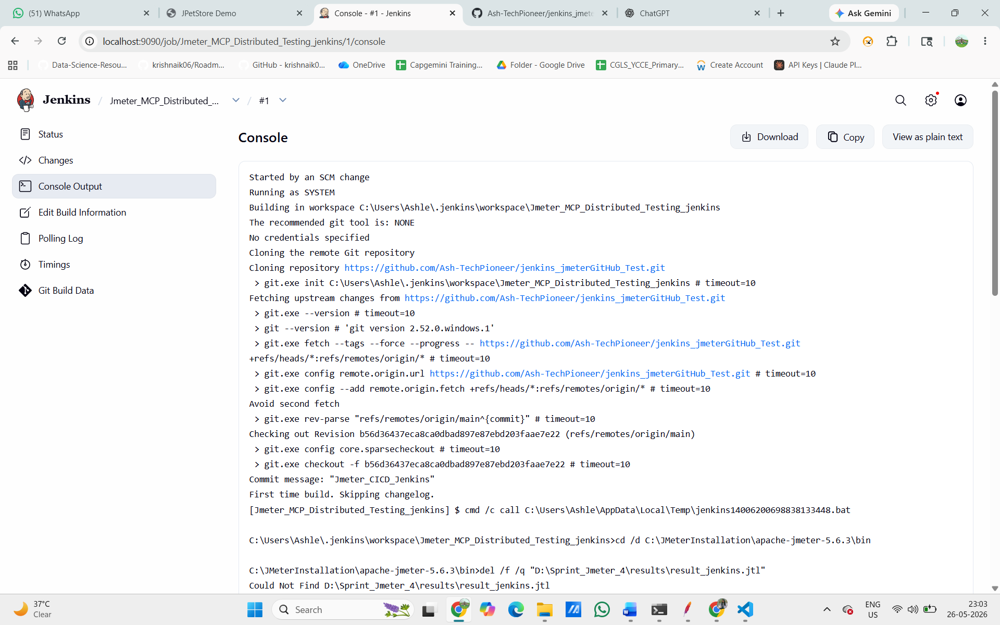 (51) WhatsApp
JPetStore Demo
Console - #1 - Jenkins
Ash-TechPioneer/jenkins_jmete
ChatGPT
Ask Gemini
localhost:9090/job/Jmeter_MCP_Distributed_Testing_jenkins/1/console
Data-Science-Resou...
krishnaik06/Roadm...
GitHub - krishnaik0...
OneDrive
Capgemini Training...
Folder - Google Drive
CGLS_YCCE_Primary...
Create Account
API Keys | Claude Pl...
Jenkins / Jmeter_MCP_Distributed_... / #1
Status
Changes
Console Output
Edit Build Information
Polling Log
Timings
Git Build Data
Console
Download
Copy
View as plain text
Started by an SCM change
Running as SYSTEM
Building in workspace C:\Users\Ashle\.jenkins\workspace\Jmeter_MCP_Distributed_Testing_jenkins
The recommended git tool is: NONE
No credentials specified
Cloning the remote Git repository
Cloning repository https://github.com/Ash-TechPioneer/jenkins_jmeterGitHub_Test.git
> git.exe init C:\Users\Ashle\.jenkins\workspace\Jmeter_MCP_Distributed_Testing_jenkins # timeout=10
Fetching upstream changes from https://github.com/Ash-TechPioneer/jenkins_jmeterGitHub_Test.git
> git.exe --version # timeout=10
> git --version # 'git version 2.52.0.windows.1'
> git.exe fetch --tags --force --progress -- https://github.com/Ash-TechPioneer/jenkins_jmeterGitHub_Test.git
+refs/heads/*:refs/remotes/origin/* # timeout=10
> git.exe config remote.origin.url https://github.com/Ash-TechPioneer/jenkins_jmeterGitHub_Test.git # timeout=10
> git.exe config --add remote.origin.fetch +refs/heads/*:refs/remotes/origin/* # timeout=10
Avoid second fetch
> git.exe rev-parse "refs/remotes/origin/main^{commit}" # timeout=10
Checking out Revision b56d36437eca8ca0dbad897e87ebd203faae7e22 (refs/remotes/origin/main)
> git.exe config core.sparsecheckout # timeout=10
> git.exe checkout -f b56d36437eca8ca0dbad897e87ebd203faae7e22 # timeout=10
Commit message: "Jmeter_CICD_Jenkins"
First time build. Skipping changelog.
[Jmeter_MCP_Distributed_Testing_jenkins] $ cmd /c call C:\Users\Ashle\AppData\Local\Temp\jenkins14006200698838133448.bat
C:\Users\Ashle\.jenkins\workspace\Jmeter_MCP_Distributed_Testing_jenkins>cd /d C:\JMeterInstallation\apache-jmeter-5.6.3\bin
C:\JMeterInstallation\apache-jmeter-5.6.3\bin>del /f /q "D:\Sprint_Jmeter_4\results\result_jenkins.jtl"
Could Not Find D:\Sprint_Jmeter_4\results\result_jenkins.jtl
37°C
Clear
Search
ENG
US
23:03
26-05-2026